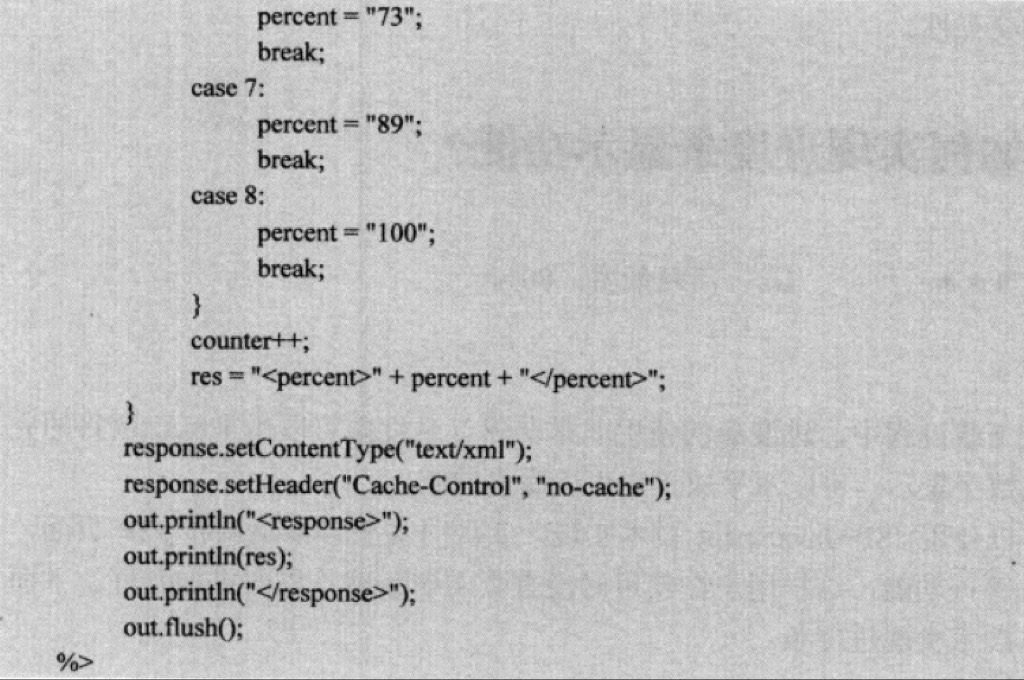 percent = "73";
break;
case 7:
percent = "89";
break;
case 8:
percent = "100";
break;
}
counter++;
res = "<percent>" + percent + "</percent>";
}
response.setContentType("text/xml");
response.setHeader("Cache-Control", "no-cache");
out.println("<response>");
out.println(res);
out.println("</response>");
out.flush();
%>